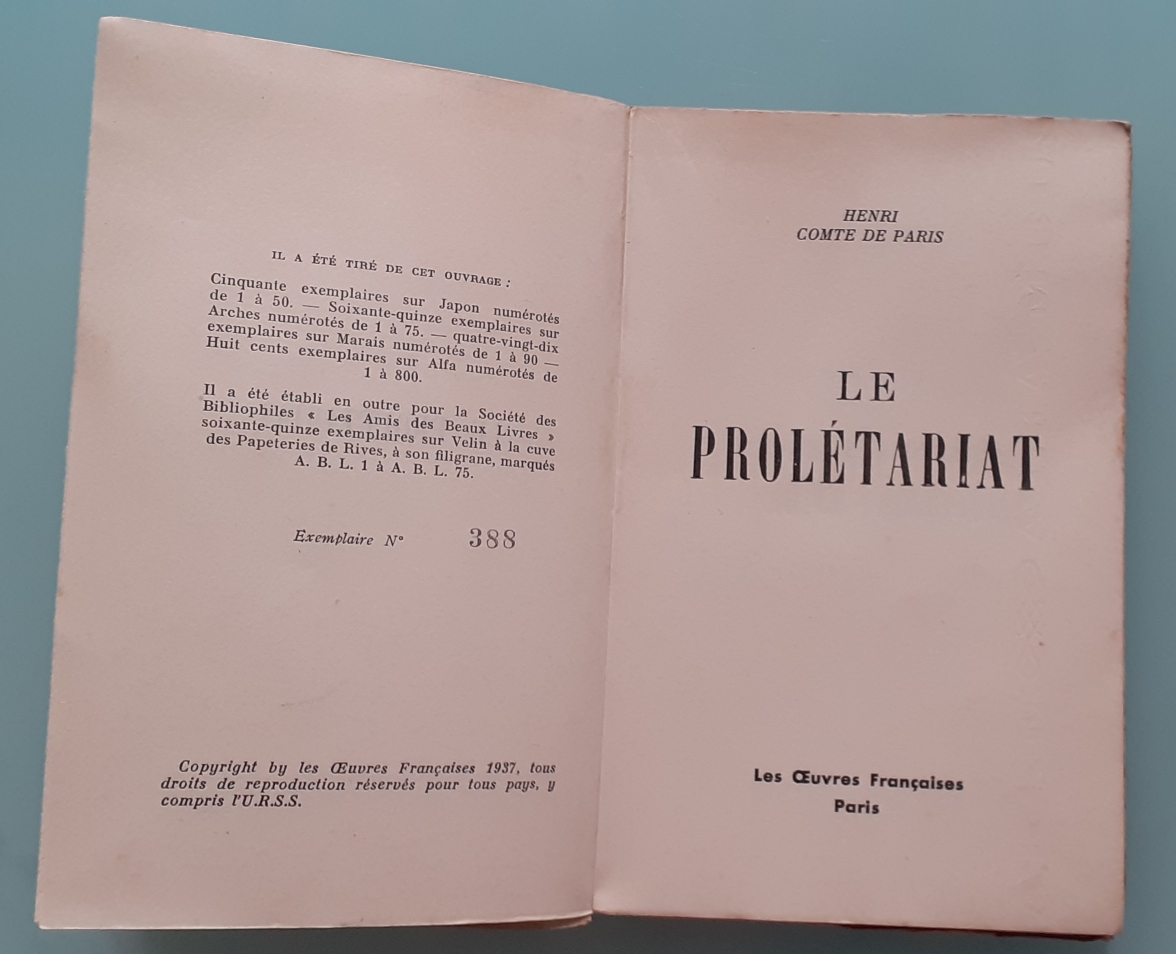 IL A ÉTÉ TIRÉ DE CET OUVRAGE :
Cinquante exemplaires sur Japon numérotés
de 1 à 50. — Soixante-quinze exemplaires sur
Arches numérotés de 1 à 75. — quatre-vingt-dix
exemplaires sur Marais numérotés de 1 à 90 —
Huit cents exemplaires sur Alfa numérotés de
1 à 800.
Il a été établi en outre pour la Société des
Bibliophiles « Les Amis des Beaux Livres »
soixante-quinze exemplaires sur Velin à la cuve
des Papeteries de Rives, à son filigrane, marqués
A. B. L. 1 à A. B. L. 75.
Exemplaire N° 388
Copyright by les Œuvres Françaises 1937, tous
droits de reproduction réservés pour tous pays, y
compris l'U.R.S.S.
HENRI
COMTE DE PARIS
LE
PROLÉTARIAT
Les Œuvres Françaises
Paris